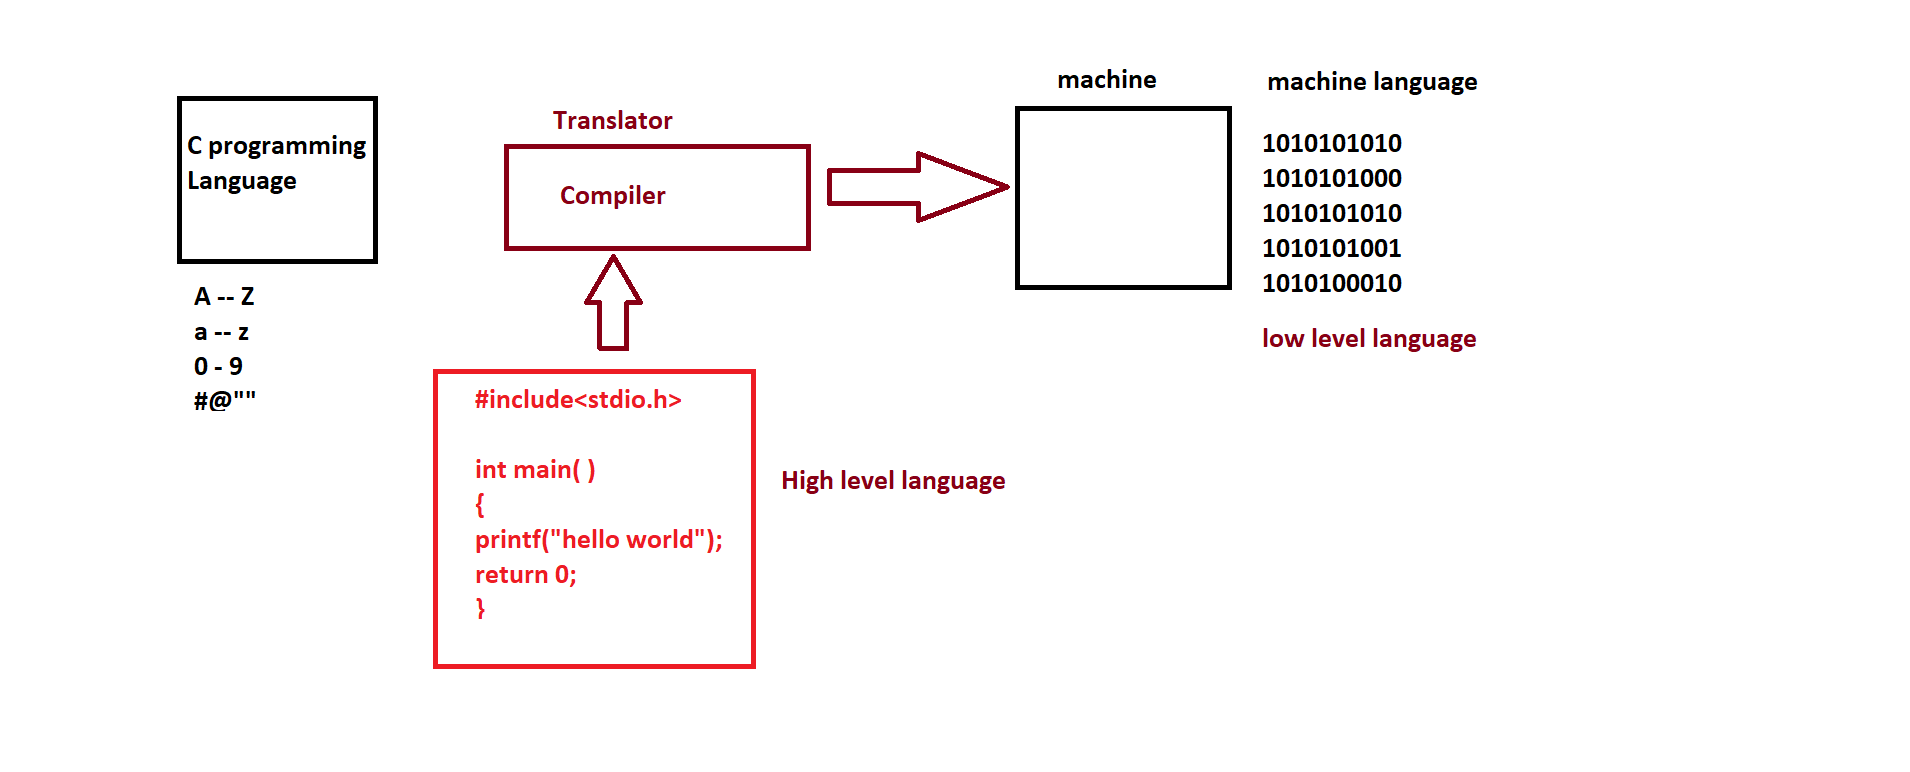 C programming
Language
A -- Z
a -- z
0 - 9
#@""
Translator
Compiler
#include<stdio.h>
int main( )
{
printf("hello world");
return 0;
}
High level language
machine
machine language
1010101010
1010101000
1010101010
1010101001
1010100010
low level language